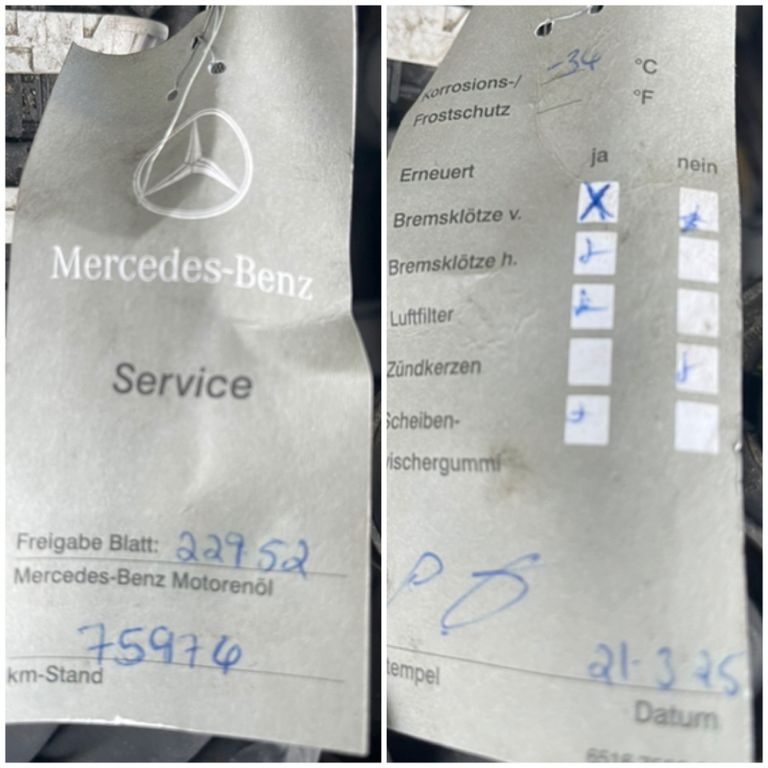 Mercedes-Benz
Service
Freigabe Blatt: 229 52
Mercedes-Benz Motorenöl
75974
km-Stand
Korrosions-/ -34 °C
Frostschutz °F
Erneuert ja nein
Bremsklötze v.
Bremsklötze h.
Luftfilter
Zündkerzen
Scheiben-
wischergummi
21-3-25
tempel
Datum